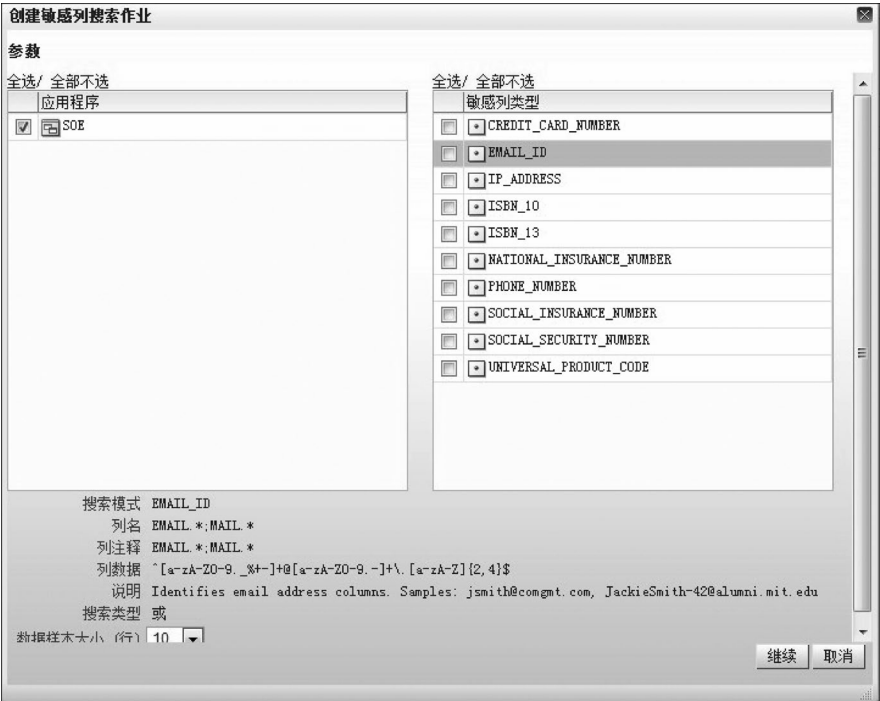 创建敏感列搜索作业
参数
全选/ 全部不选
应用程序
SOE
全选/ 全部不选
敏感列类型
CREDIT_CARD_NUMBER
EMAIL_ID
IP_ADDRESS
ISBN_10
ISBN_13
NATIONAL_INSURANCE_NUMBER
PHONE_NUMBER
SOCIAL_INSURANCE_NUMBER
SOCIAL_SECURITY_NUMBER
UNIVERSAL_PRODUCT_CODE
搜索模式 EMAIL_ID
列名 EMAIL.*;MAIL.*
列注释 EMAIL.*;MAIL.*
列数据 ^[a-zA-Z0-9._%+-]+@[a-zA-Z0-9.-]+\.[a-zA-Z]{2,4}$
说明 Identifies email address columns. Samples: jsmith@comgmt.com, JackieSmith-42@alumni.mit.edu
搜索类型 或
数据样本大小 (行) 10
继续 取消